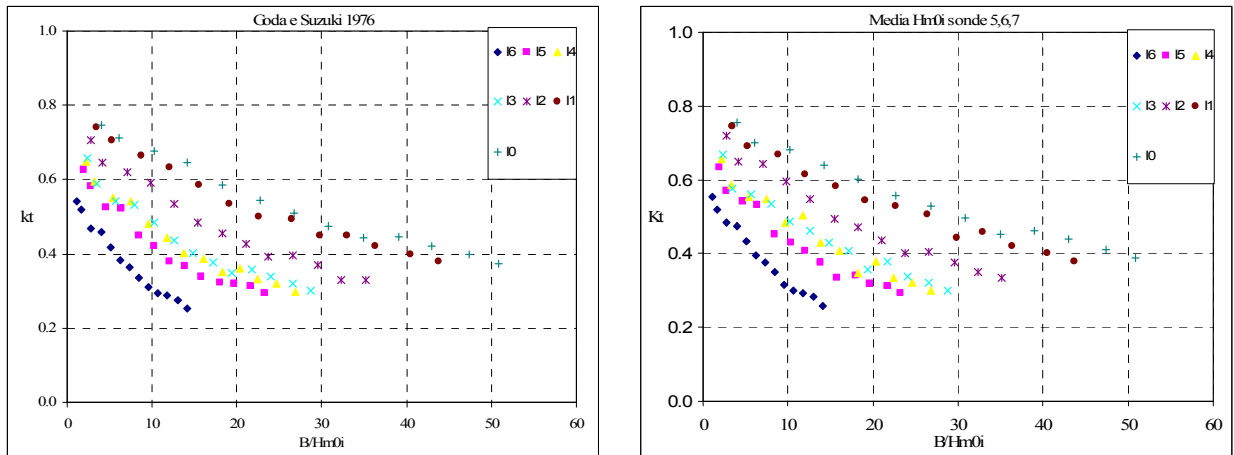 Goda e Suzuki 1976
1.0
0.8
0.6
0.4
0.2
0.0
kt
0 10 20 30 40 50 60
B/Hm0i
I6 I5 I4
I3 I2 I1
I0
Media Hm0i sonde 5,6,7
1.0
0.8
0.6
0.4
0.2
0.0
Kt
0 10 20 30 40 50 60
B/Hm0i
I6 I5 I4
I3 I2 I1
I0